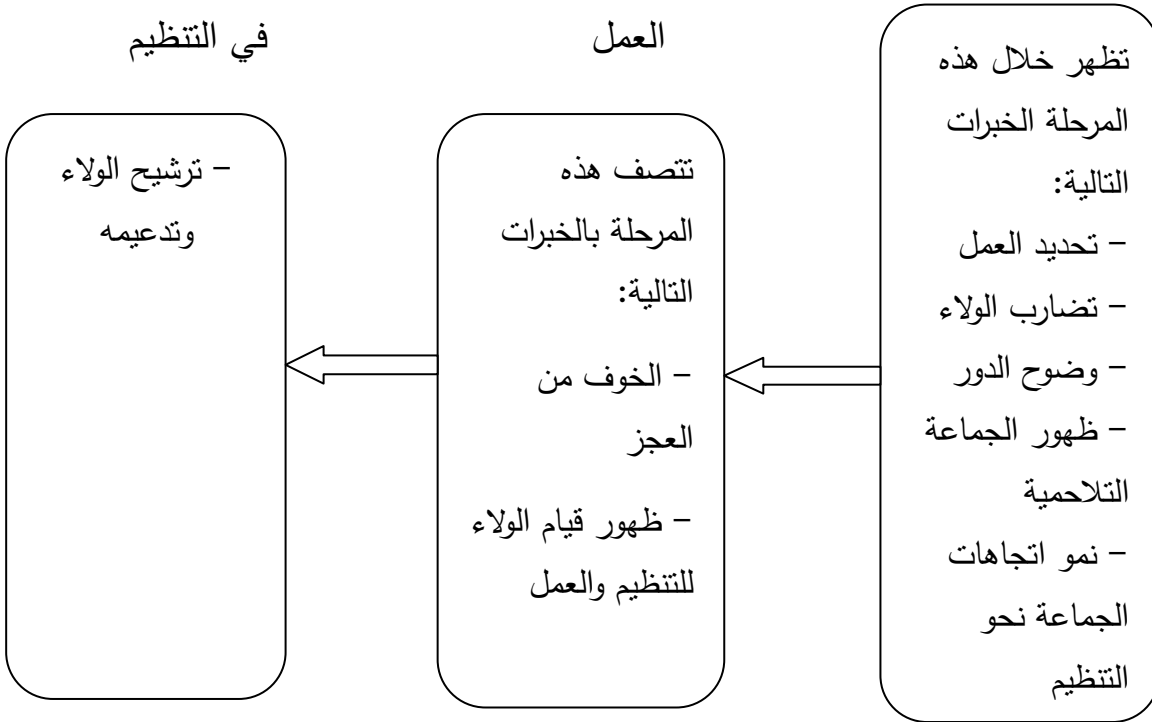 تظهر خلال هذه
المرحلة الخبرات
التالية:
– تحديد العمل
– تضارب الولاء
– وضوح الدور
– ظهور الجماعة
التلاحمية
– نمو اتجاهات
الجماعة نحو
التنظيم
العمل
تتصف هذه
المرحلة بالخبرات
التالية:
– الخوف من
العجز
– ظهور قيام الولاء
للتنظيم والعمل
في التنظيم
– ترشيح الولاء
وتدعيمه